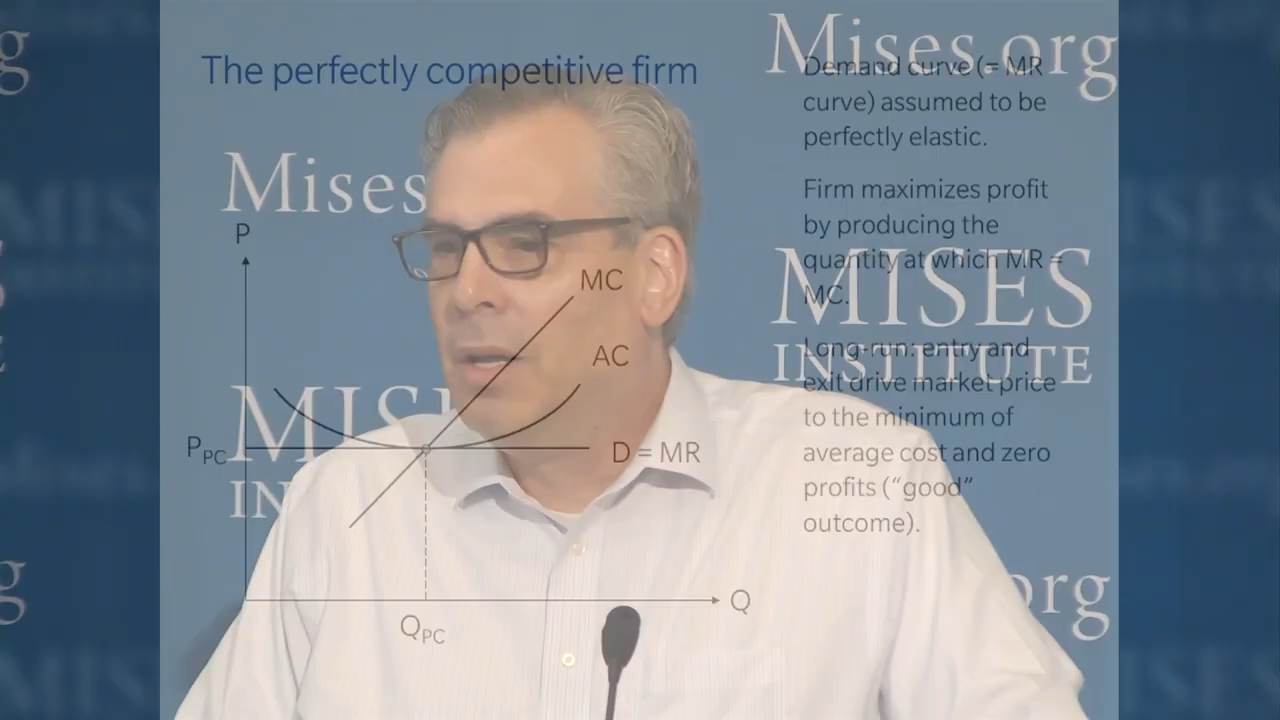 The perfectly competitive firm
Mises.org
Demand curve (= MR
curve) assumed to be
perfectly elastic.
Mises
Firm maximizes profit
by producing the
quantity at which MR =
MC.
MISES
INSTITUTE
Long-run: entry and
exit drive market price
to the minimum of
average cost and zero
profits ("good"
outcome).
P
MC
AC
MIS
IN
P_PC
D = MR
Q
Q_PC
org
g
g